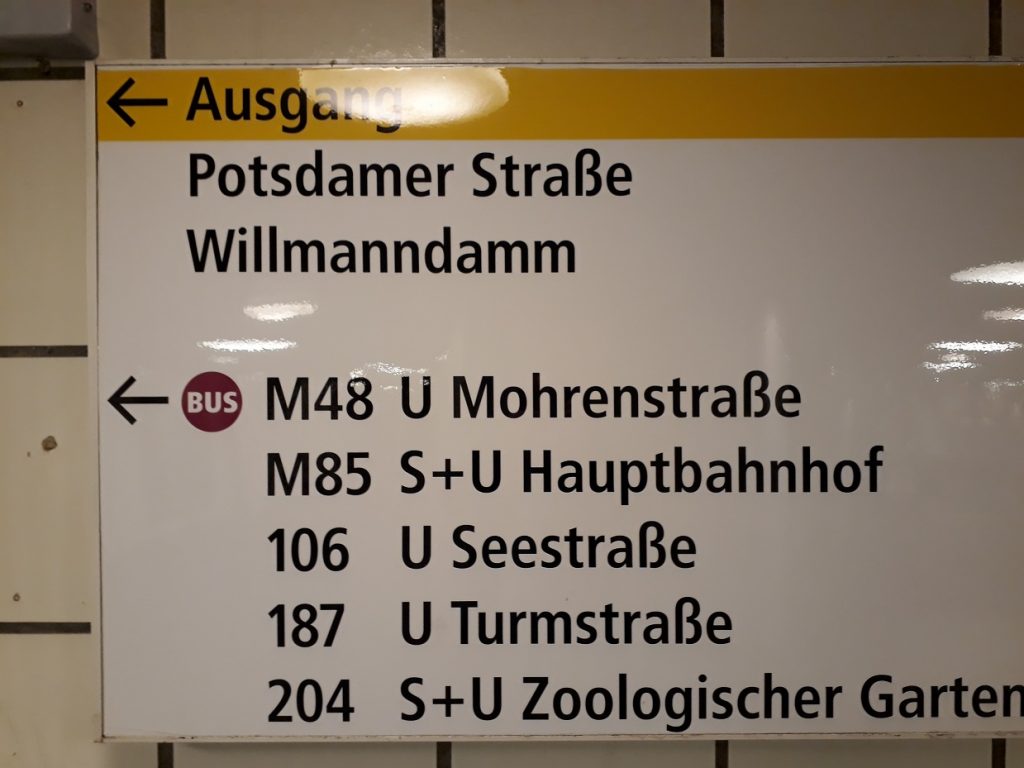 ← Ausgang
Potsdamer Straße
Willmanndamm
← BUS M48 U Mohrenstraße
M85 S+U Hauptbahnhof
106 U Seestraße
187 U Turmstraße
204 S+U Zoologischer Garten